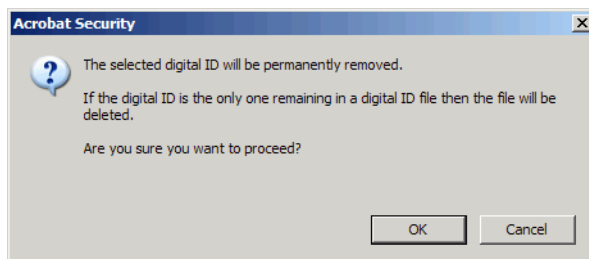 Acrobat Security
The selected digital ID will be permanently removed.
If the digital ID is the only one remaining in a digital ID file then the file will be
deleted.
Are you sure you want to proceed?
OK
Cancel